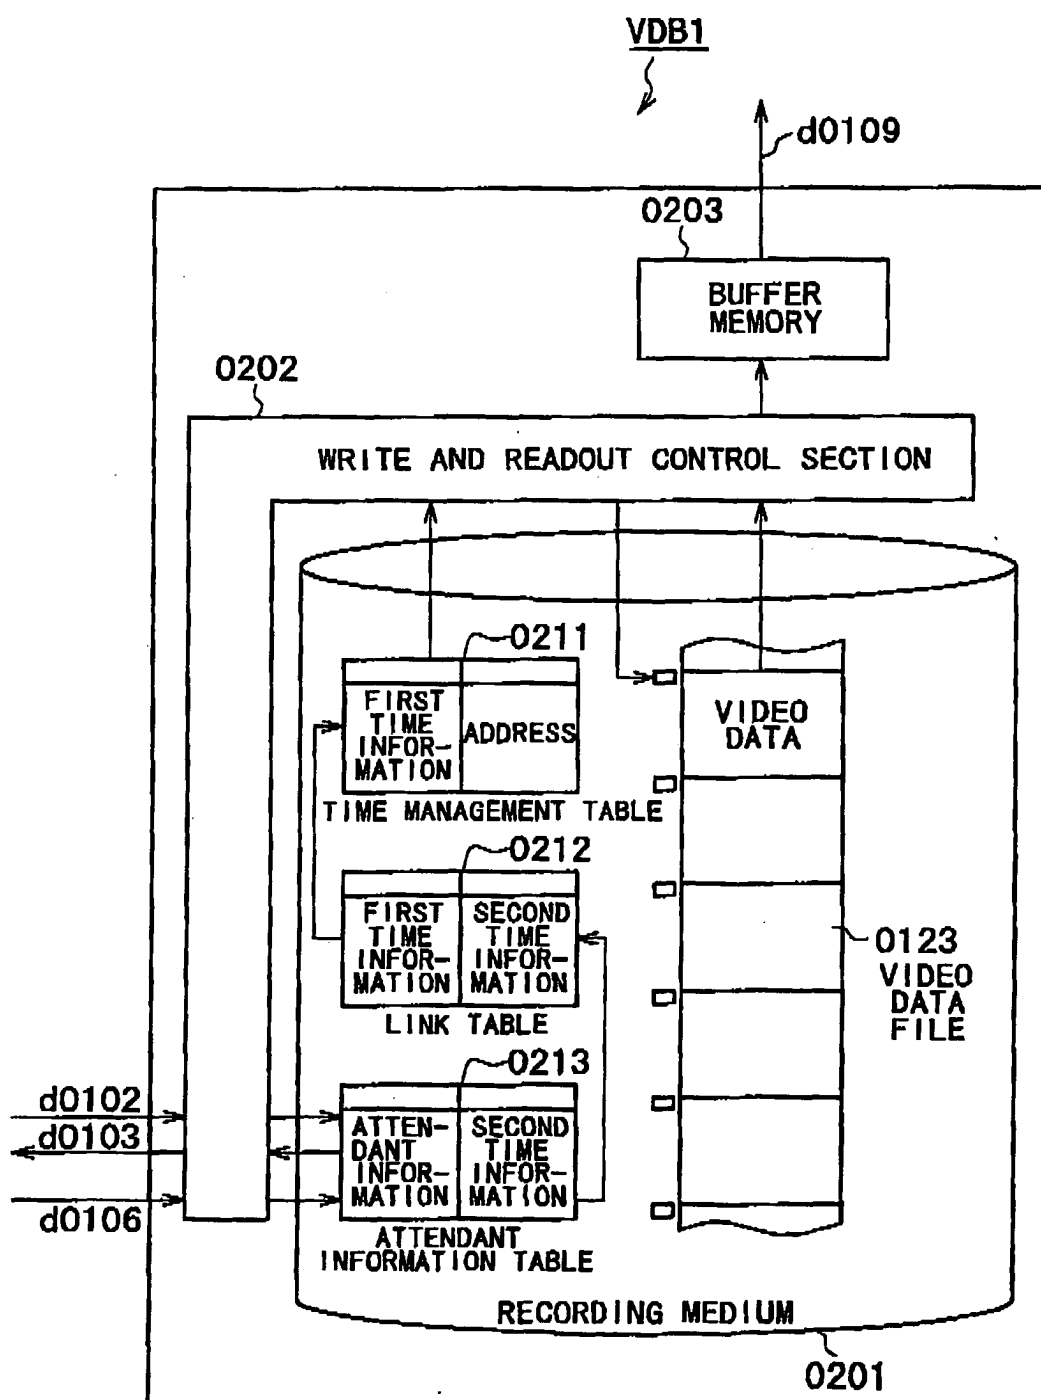 VDB1
d0109
0203
BUFFER
MEMORY
0202
WRITE AND READOUT CONTROL SECTION
0211
FIRST
TIME
INFOR-
MATION
ADDRESS
TIME MANAGEMENT TABLE
VIDEO
DATA
0212
FIRST
TIME
INFOR-
MATION
SECOND
TIME
INFOR-
MATION
LINK TABLE
0123
VIDEO
DATA
FILE
0213
ATTEN-
DANT
INFOR-
MATION
SECOND
TIME
INFOR-
MATION
ATTENDANT
INFORMATION TABLE
d0102
d0103
d0106
RECORDING MEDIUM
0201